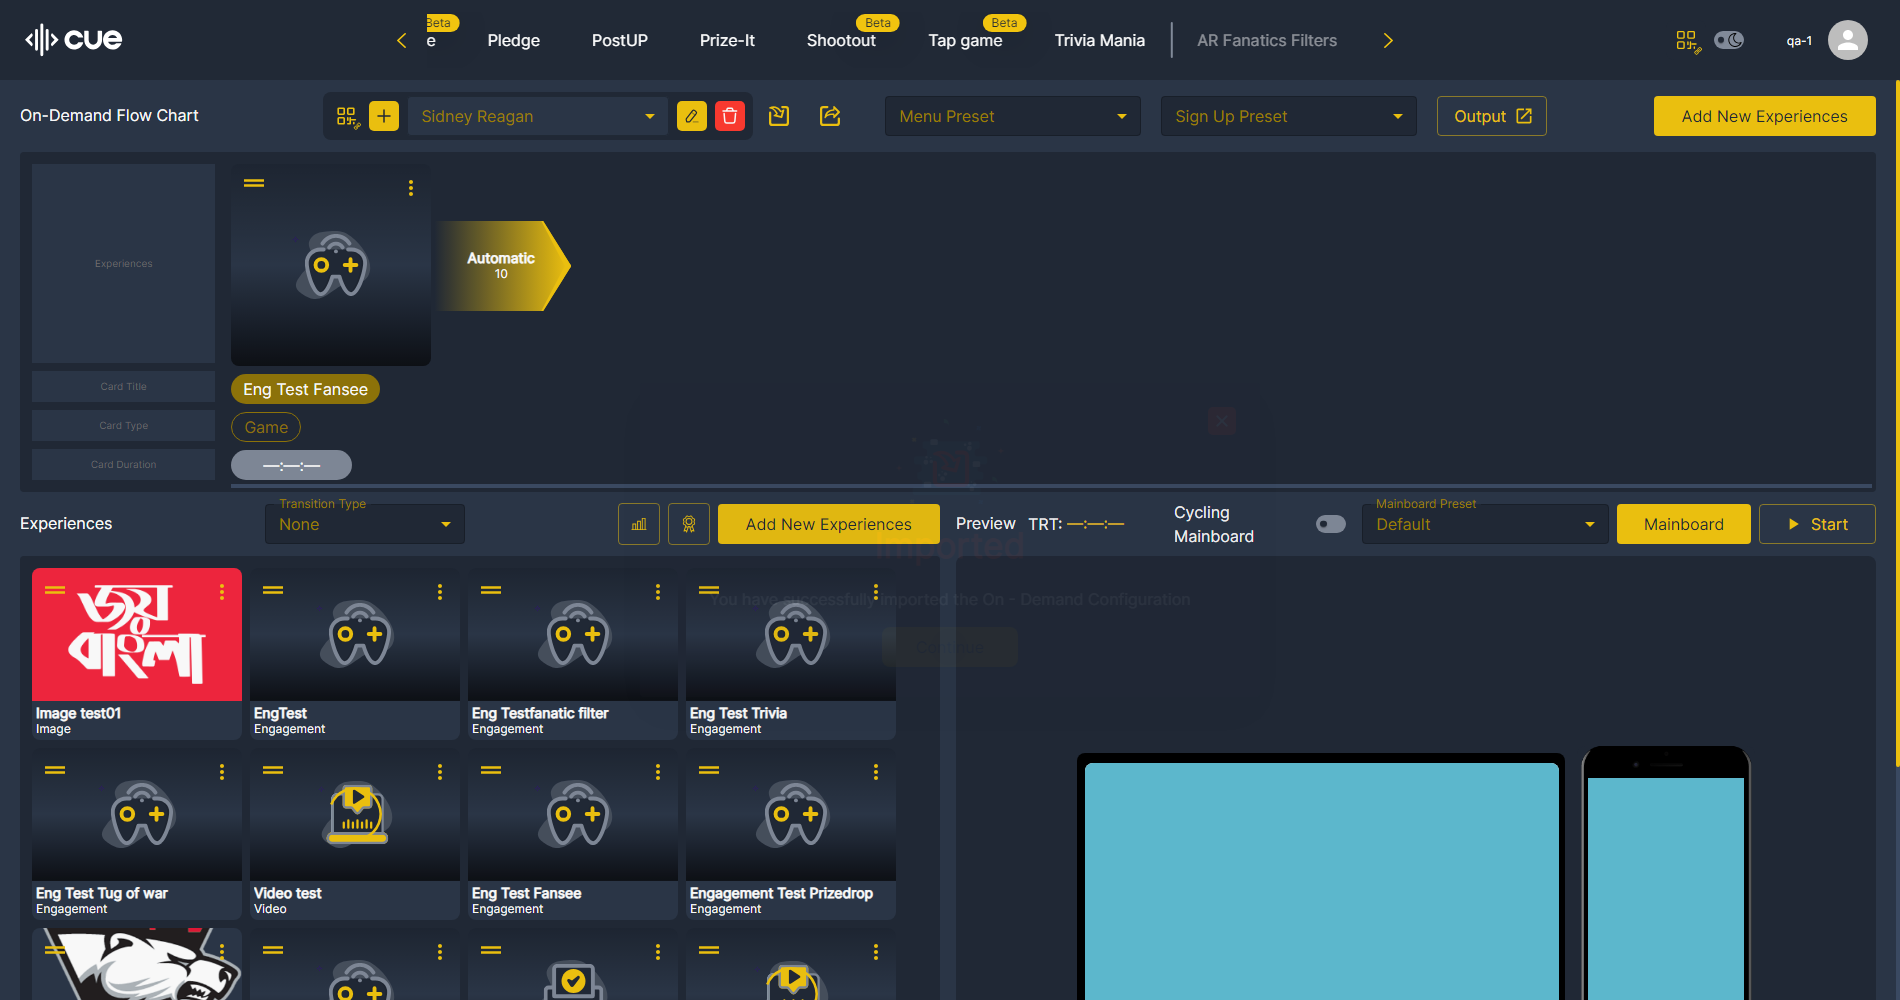 cue
Beta
e
Pledge
PostUP
Prize-It
Beta
Shootout
Beta
Tap game
Trivia Mania
AR Fanatics Filters
qa-1
On-Demand Flow Chart
Sidney Reagan
Menu Preset
Sign Up Preset
Output
Add New Experiences
Experiences
Automatic
10
Card Title
Eng Test Fansee
Card Type
Game
Card Duration
—:—:—
Experiences
Transition Type
None
Add New Experiences
Preview
TRT: —:—:—
Cycling
Mainboard
Mainboard Preset
Default
Mainboard
Start
Imported
You have successfully imported the On - Demand Configuration
Continue
জয়
বাংলা
Image test01
Image
EngTest
Engagement
Eng Testfanatic filter
Engagement
Eng Test Trivia
Engagement
Eng Test Tug of war
Engagement
Video test
Video
Eng Test Fansee
Engagement
Engagement Test Prizedrop
Engagement